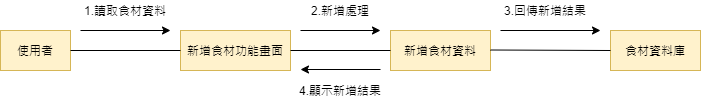 1.讀取食材資料
2.新增處理
3.回傳新增結果
使用者
新增食材功能畫面
新增食材資料
食材資料庫
4.顯示新增結果